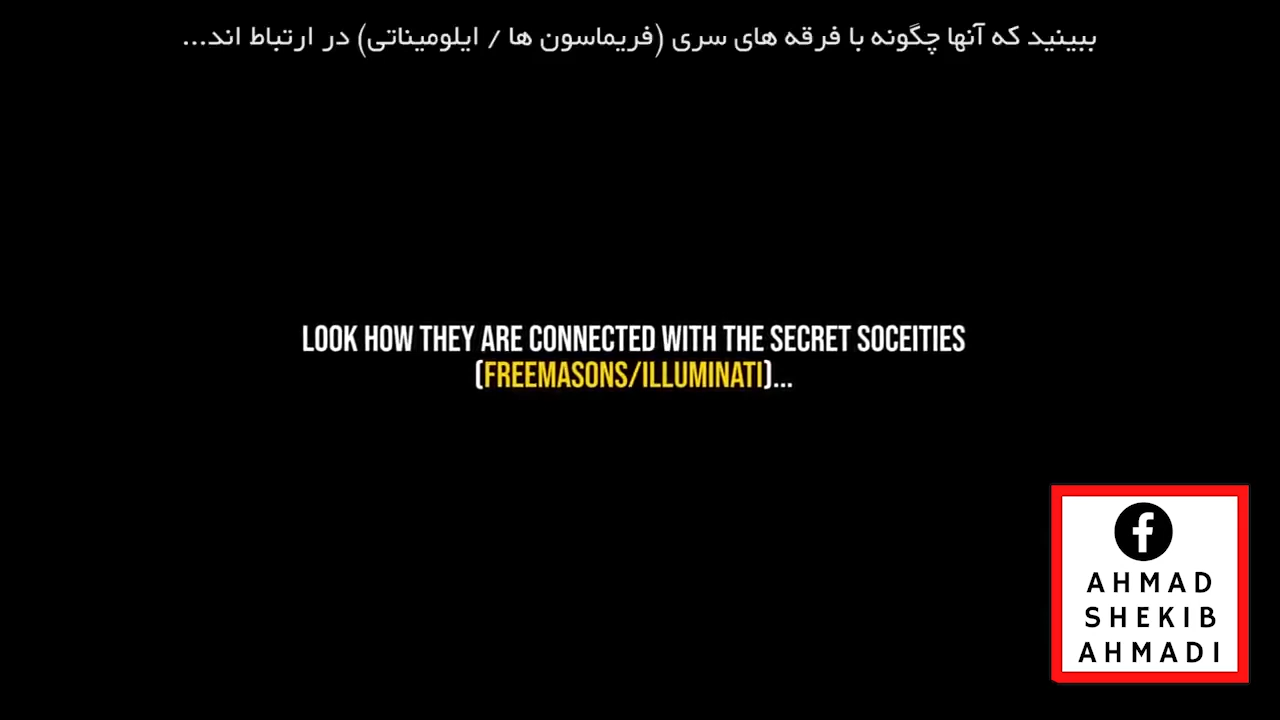 ببینید که آنها چگونه با فرقه های سری (فریماسون ها / ایلومیناتی) در ارتباط اند...
LOOK HOW THEY ARE CONNECTED WITH THE SECRET SOCEITIES
(FREEMASONS/ILLUMINATI)...
f
AHMAD
SHEKIB
AHMADI